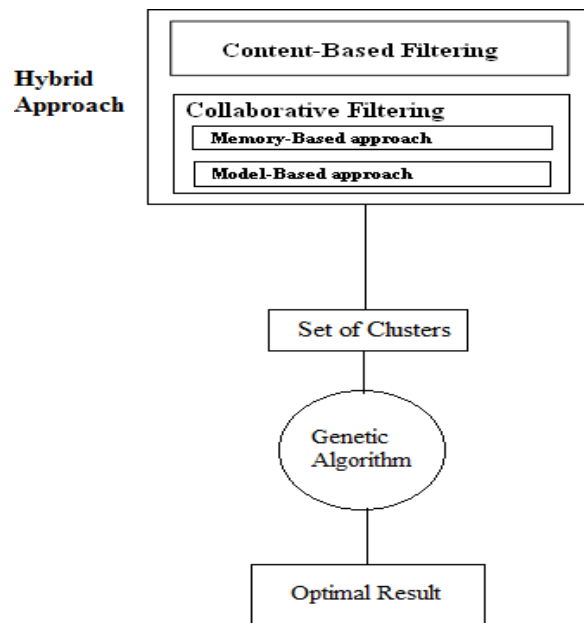 Content-Based Filtering
Hybrid
Approach
Collaborative Filtering
Memory-Based approach
Model-Based approach
Set of Clusters
Genetic
Algorithm
Optimal Result